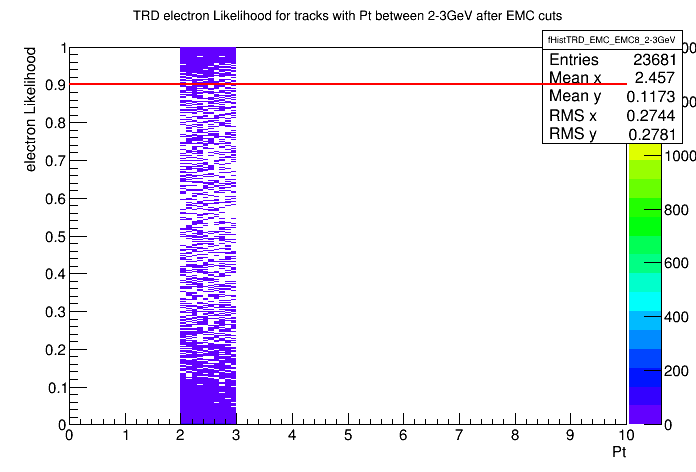 TRD electron Likelihood for tracks with Pt between 2-3GeV after EMC cuts
fHistTRD_EMC_EMC8_2-3GeV
Entries 23681
Mean x 2.457
Mean y 0.1173
RMS x 0.2744
RMS y 0.2781
electron Likelihood
1
0.9
0.8
0.7
0.6
0.5
0.4
0.3
0.2
0.1
0
0 1 2 3 4 5 6 7 8 9 10
Pt
1000
800
600
400
200
0